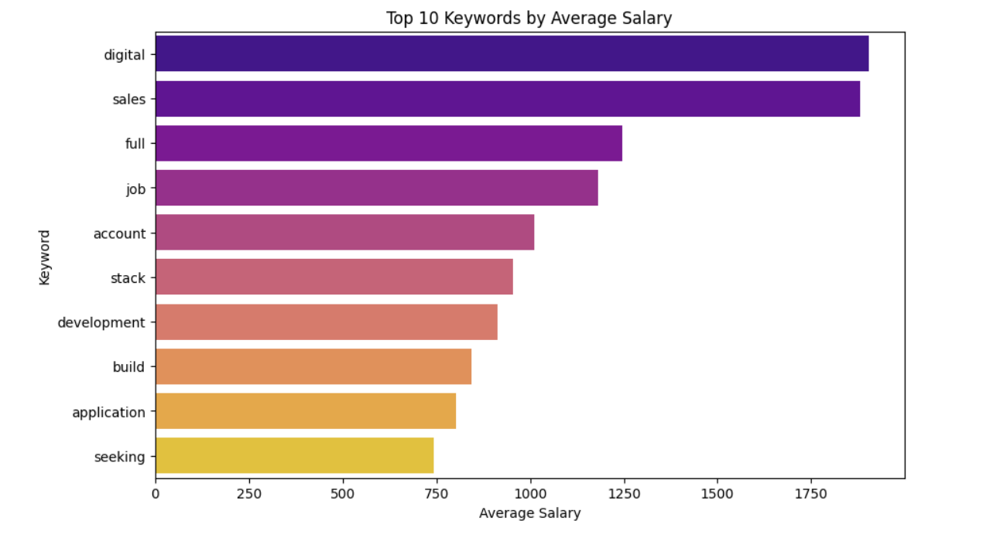 Top 10 Keywords by Average Salary
digital
sales
full
job
account
stack
development
build
application
seeking
Keyword
0 250 500 750 1000 1250 1500 1750
Average Salary